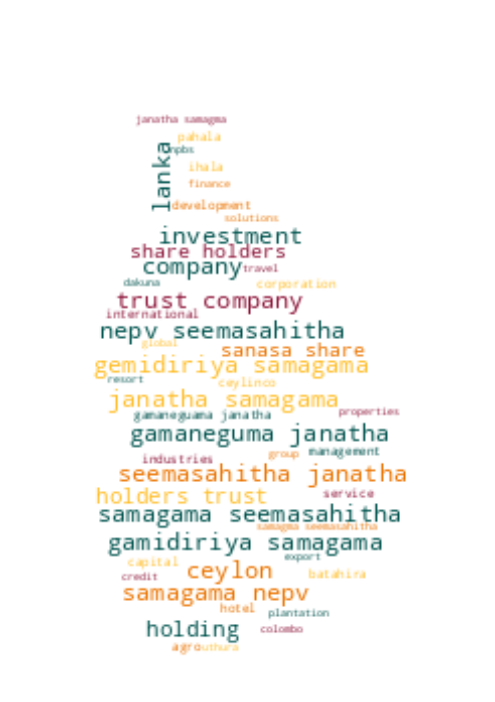 janatha samagma
pahala
npbs
lanka
ihala
finance
development
solutions
investment
share holders
company travel
dakuna corporation
trust company
international
nepv seemasahitha
global
sanasa share
gemidiriya samagama
resort ceylinco
janatha samagama
gamaneguama janatha properties
gamaneguma janatha
group management
industries
seemasahitha janatha
holders trust service
samagama seemasahitha
samagma seemasahitha
gamidiriya samagama
export
capital
ceylon batahira
credit
samagama nepv
hotel plantation
holding colombo
agro uthura